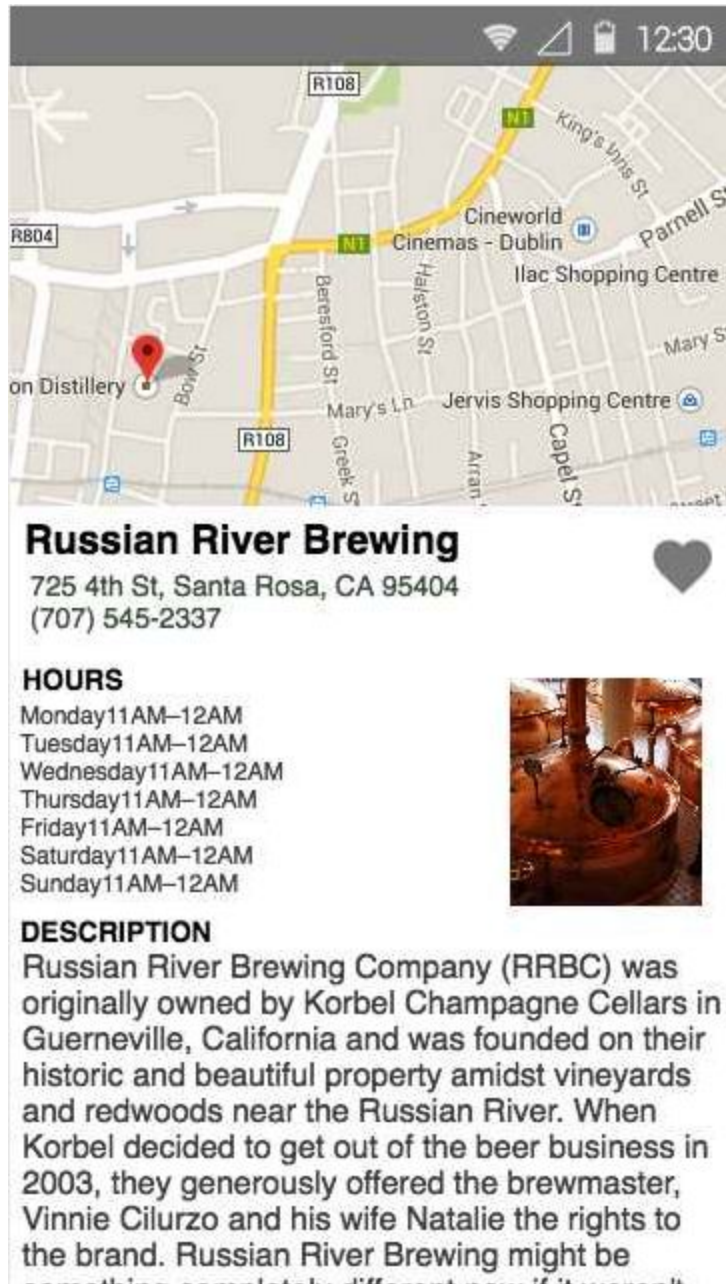 12:30
R108
N1
King's Inns St
Cineworld
Cinemas - Dublin
Parnell S
R804
N1
Ilac Shopping Centre
Beresford St
Halston St
Mary S
on Distillery
Bow St
Mary's Ln
Jervis Shopping Centre
R108
Greek S
Arran
Capel St
Russian River Brewing
725 4th St, Santa Rosa, CA 95404
(707) 545-2337
HOURS
Monday11AM–12AM
Tuesday11AM–12AM
Wednesday11AM–12AM
Thursday11AM–12AM
Friday11AM–12AM
Saturday11AM–12AM
Sunday11AM–12AM
DESCRIPTION
Russian River Brewing Company (RRBC) was
originally owned by Korbel Champagne Cellars in
Guerneville, California and was founded on their
historic and beautiful property amidst vineyards
and redwoods near the Russian River. When
Korbel decided to get out of the beer business in
2003, they generously offered the brewmaster,
Vinnie Cilurzo and his wife Natalie the rights to
the brand. Russian River Brewing might be
something completely different now if it